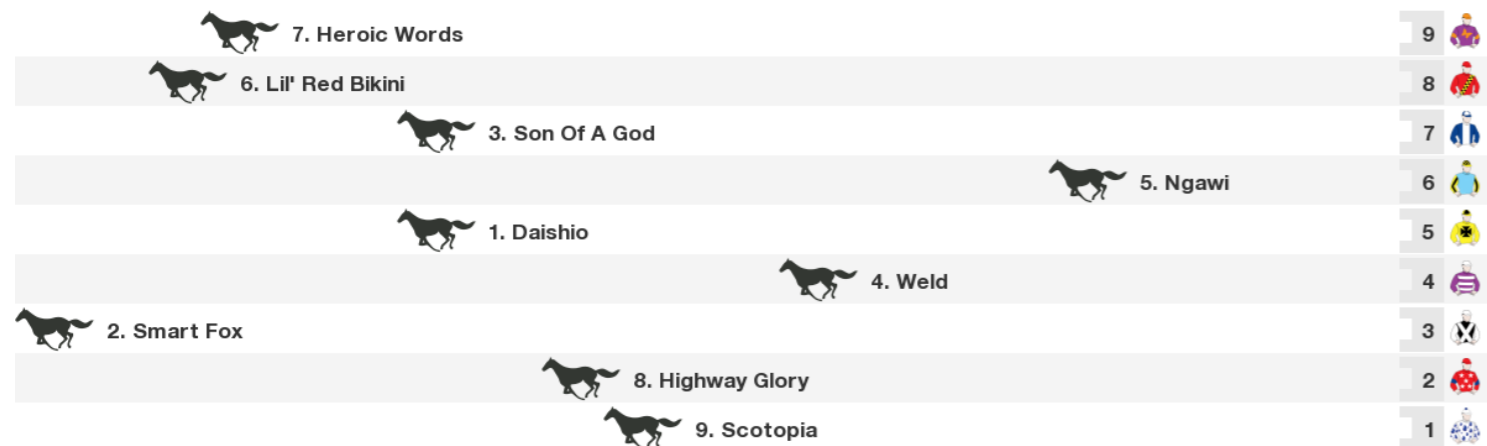 7. Heroic Words 9
6. Lil' Red Bikini 8
3. Son Of A God 7
5. Ngawi 6
1. Daishio 5
4. Weld 4
2. Smart Fox 3
8. Highway Glory 2
9. Scotopia 1